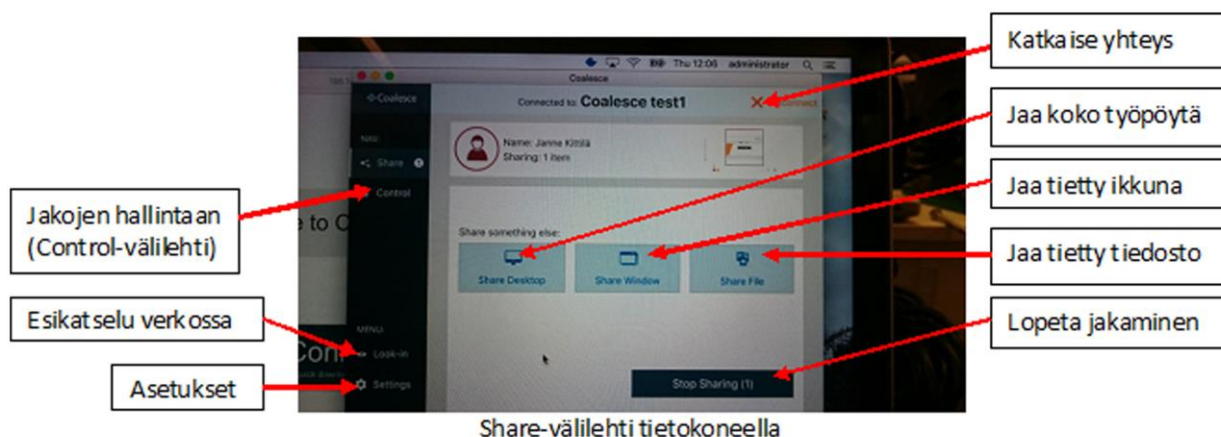 Katkaise yhteys
Jaa koko työpöytä
Jaa tietty ikkuna
Jaa tietty tiedosto
Lopeta jakaminen
Jakojen hallintaan
(Control-välilehti)
Esikatselu verkossa
Asetukset
Thu 12:06 administrator
Coalesce
Coalesce
Connected to: Coalesce test1
Name: Janne Kittilä
Sharing: 1 item
Share
Control
Share something else:
Share Desktop
Share Window
Share File
MENU:
Look-in
Settings
Stop Sharing (1)
Share-välilehti tietokoneella